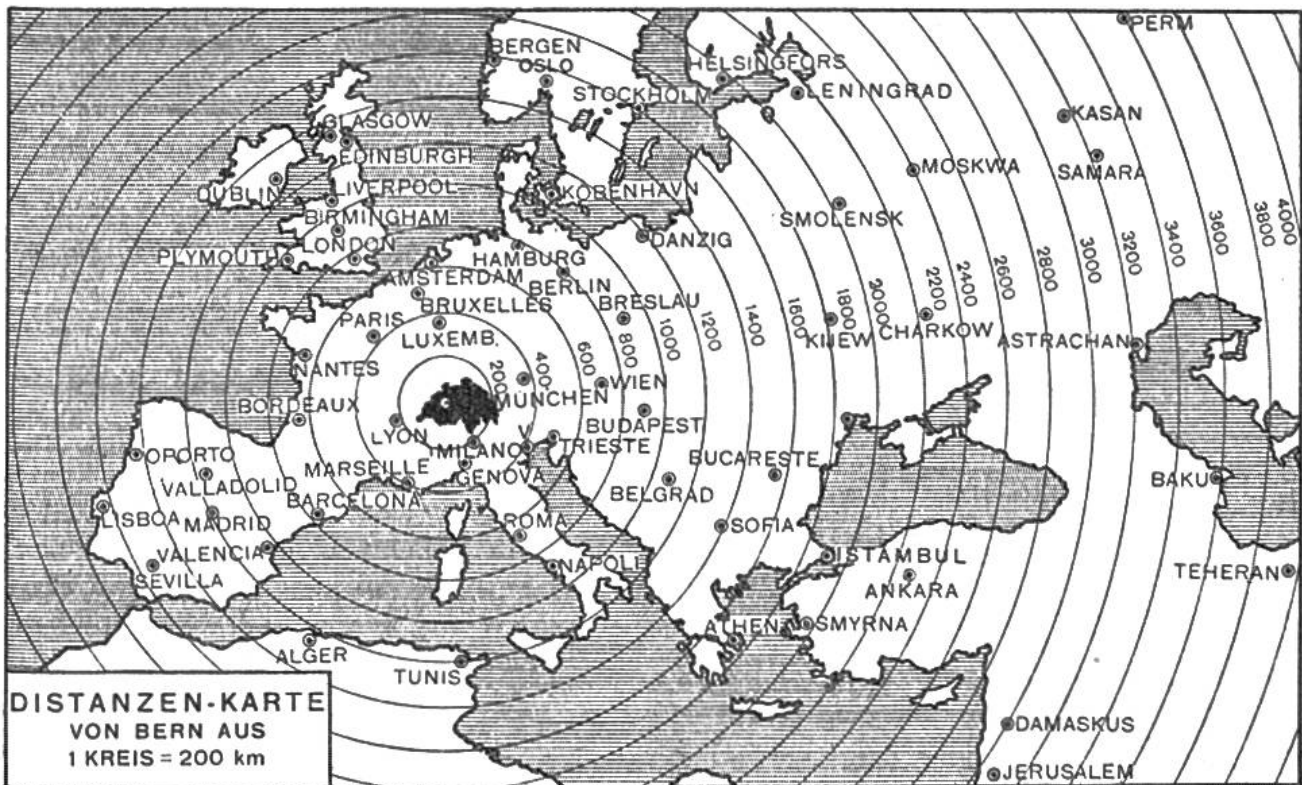 PERM
BERGEN
OSLO
HELSINGFORS
STOCKHOLM
LENINGRAD
KASAN
GLASGOW
EDINBURGH
MOSKWA
SAMARA
DUBLIN
LIVERPOOL
KÖBENHAVN
BIRMINGHAM
SMOLENSK
LONDON
PLYMOUTH
HAMBURG
DANZIG
AMSTERDAM
BERLIN
BRUXELLES
BRESLAU
PARIS
LUXEMB.
KIJEW
CHARKOW
ASTRACHAN
NANTES
200
400
600
800
1000
1200
1400
1600
1800
2000
2200
2400
2600
2800
3000
3200
3400
3600
3800
4000
MÜNCHEN
WIEN
BORDEAUX
LYON
BUDAPEST
MILANO
V.
TRIESTE
OPORTO
MARSEILLE
GENOVA
BUCARESTE
BAKU
VALLADOLID
BARCELONA
BELGRAD
LISBOA
MADRID
ROMA
SOFIA
VALENCIA
ISTAMBUL
SEVILLA
NAPOLI
ANKARA
TEHERAN
ATHEN
SMYRNA
ALGER
TUNIS
DISTANZEN-KARTE
VON BERN AUS
1 KREIS = 200 km
DAMASKUS
JERUSALEM